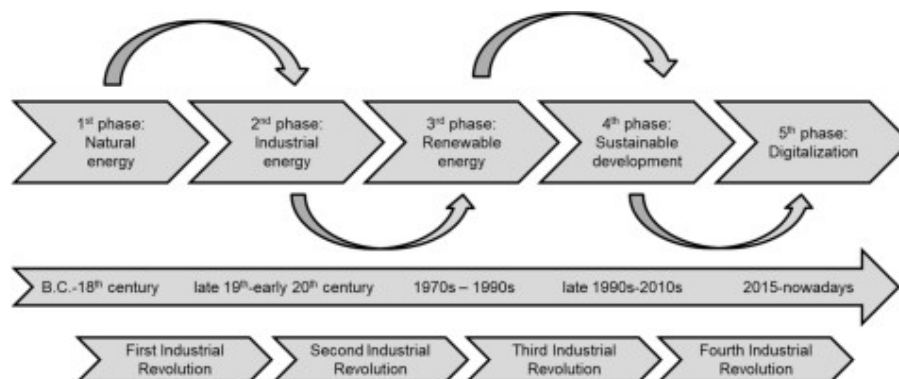 1st phase:
Natural
energy
2nd phase:
Industrial
energy
3rd phase:
Renewable
energy
4th phase:
Sustainable
development
5th phase:
Digitalization
B.C.-18th century
late 19th-early 20th century
1970s – 1990s
late 1990s-2010s
2015-nowadays
First Industrial
Revolution
Second Industrial
Revolution
Third Industrial
Revolution
Fourth Industrial
Revolution